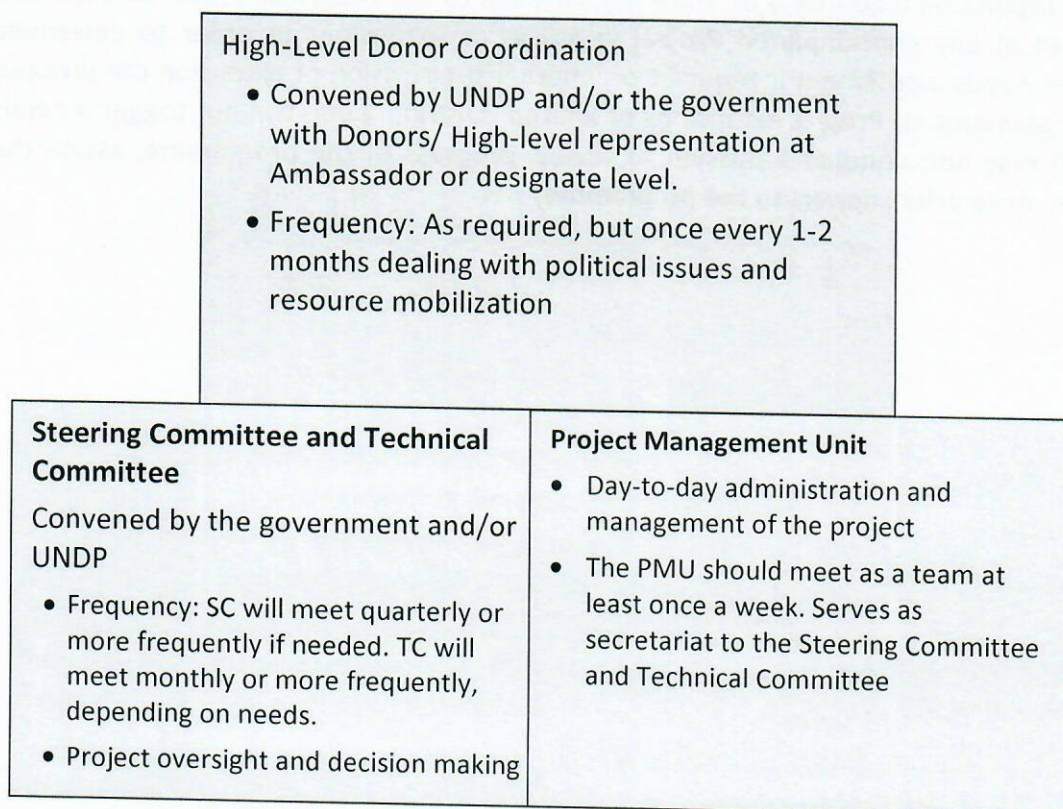 High-Level Donor Coordination
• Convened by UNDP and/or the government
with Donors/ High-level representation at
Ambassador or designate level.
• Frequency: As required, but once every 1-2
months dealing with political issues and
resource mobilization
Steering Committee and Technical
Committee
Convened by the government and/or
UNDP
• Frequency: SC will meet quarterly or
more frequently if needed. TC will
meet monthly or more frequently,
depending on needs.
• Project oversight and decision making
Project Management Unit
• Day-to-day administration and
management of the project
• The PMU should meet as a team at
least once a week. Serves as
secretariat to the Steering Committee
and Technical Committee